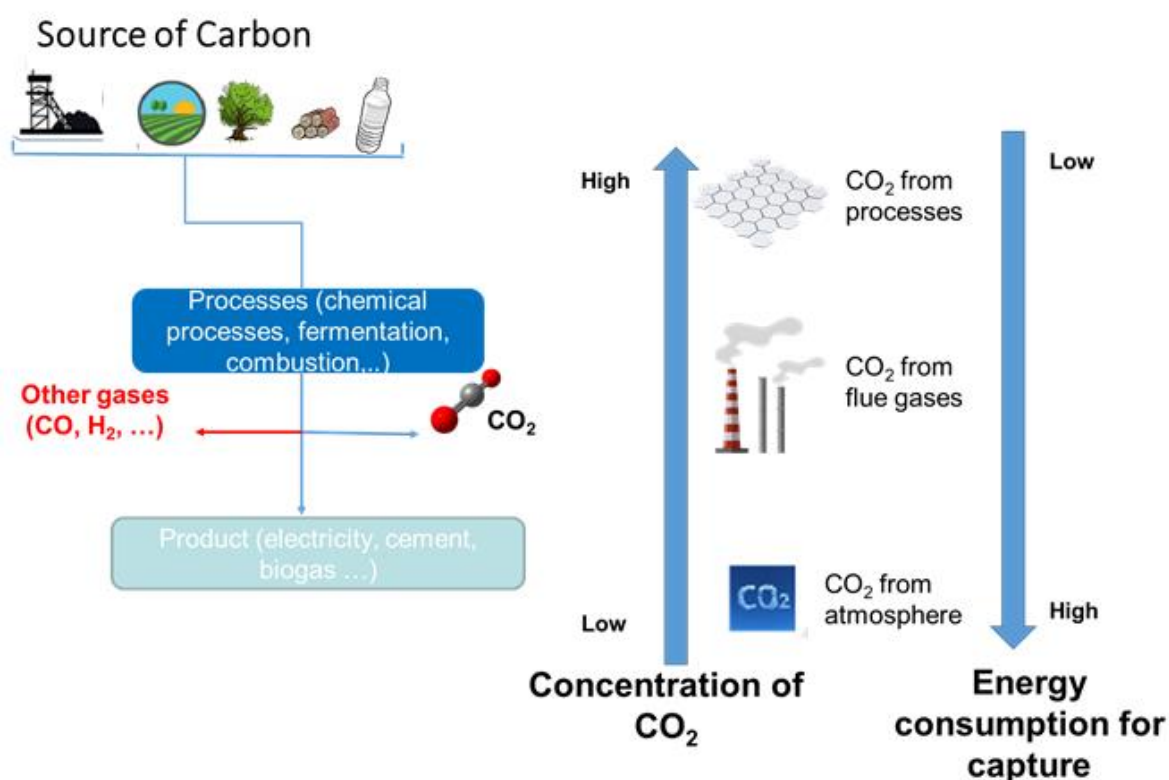 Source of Carbon
Processes (chemical
processes, fermentation,
combustion,..)
Other gases
(CO, H₂, …)
CO₂
Product (electricity, cement,
biogas …)
High
Low
Concentration of
CO₂
CO₂ from
processes
CO₂ from
flue gases
CO₂
CO₂ from
atmosphere
Low
High
Energy
consumption for
capture